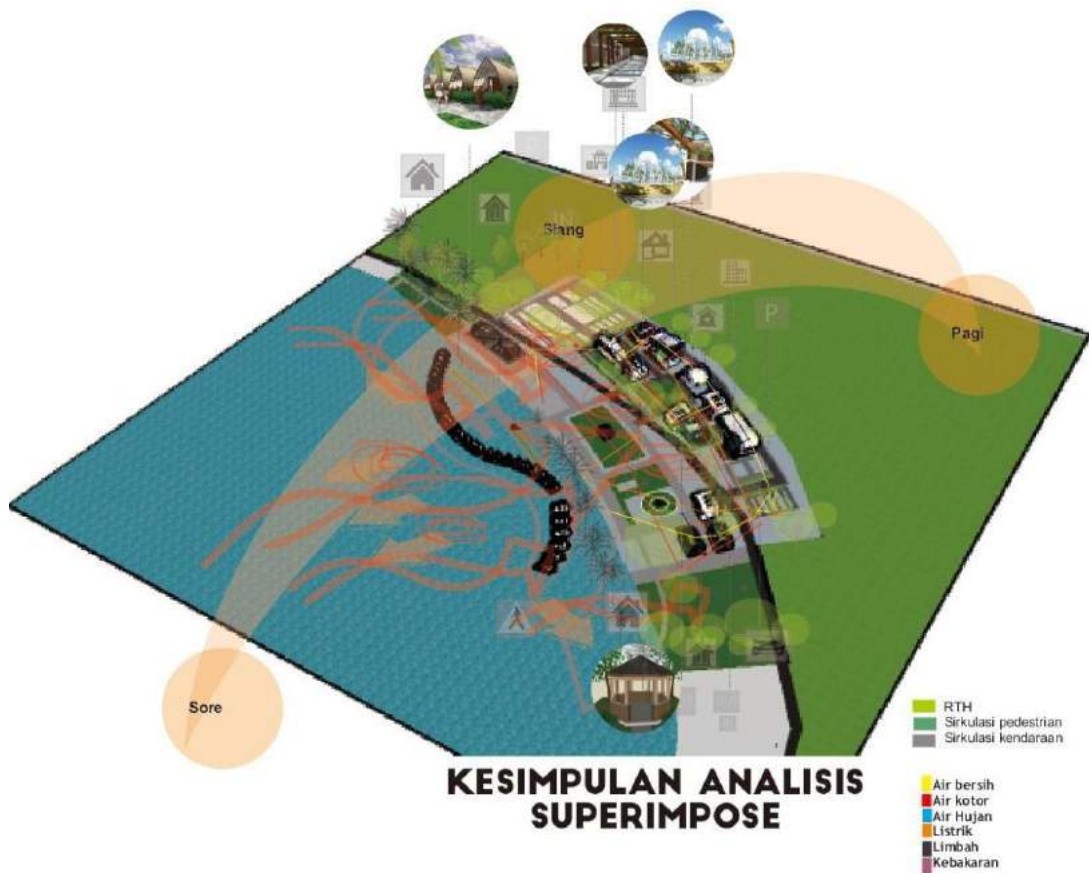 Siang
Pagi
P
Sore
RTH
Sirkulasi pedestrian
Sirkulasi kendaraan
KESIMPULAN ANALISIS
SUPERIMPOSE
Air bersih
Air kotor
Air Hujan
Listrik
Limbah
Kebakaran